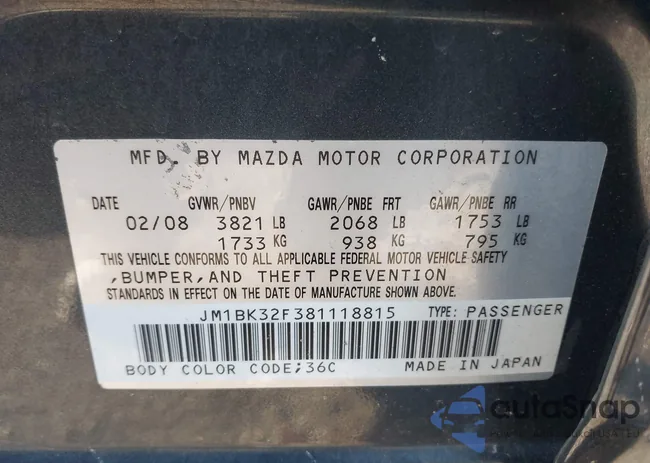 MFD. BY MAZDA MOTOR CORPORATION
DATE GVWR/PNBV GAWR/PNBE FRT GAWR/PNBE RR
02/08 3821 LB 2068 LB 1753 LB
1733 KG 938 KG 795 KG
THIS VEHICLE CONFORMS TO ALL APPLICABLE FEDERAL MOTOR VEHICLE SAFETY
,BUMPER,AND THEFT PREVENTION
STANDARDS IN EFFECT ON THE DATE OF MANUFACTURE SHOWN ABOVE.
JM1BK32F381118815 TYPE: PASSENGER
BODY COLOR CODE;36C MADE IN JAPAN
autoSnap